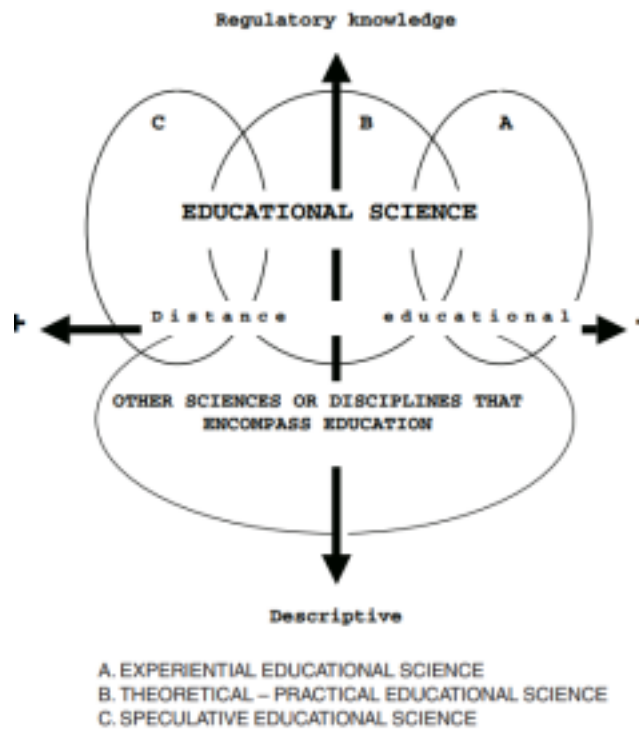 Regulatory knowledge
C B A
EDUCATIONAL SCIENCE
Distance educational
+
OTHER SCIENCES OR DISCIPLINES THAT
ENCOMPASS EDUCATION
Descriptive
A. EXPERIENTIAL EDUCATIONAL SCIENCE
B. THEORETICAL – PRACTICAL EDUCATIONAL SCIENCE
C. SPECULATIVE EDUCATIONAL SCIENCE